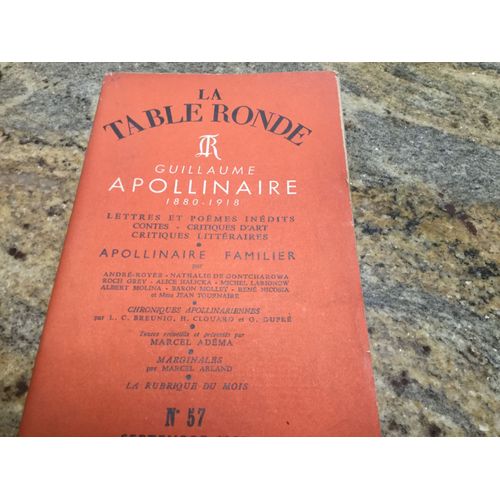 LA
TABLE RONDE
TR
GUILLAUME
APOLLINAIRE
1880-1918
LETTRES ET POÈMES INÉDITS
CONTES - CRITIQUES D'ART
CRITIQUES LITTÉRAIRES
APOLLINAIRE FAMILIER
par
ANDRÉ-ROYER - NATHALIE DE GONTCHAROWA
ROCH GREY - ALICE HALICKA - MICHEL LARIONOW
ALBERT MOLINA - BARON MOLLET - RENÉ NICOSIA
et Mme JEAN TOURNAIRE
CHRONIQUES APOLLINARIENNES
par L. C. BREUNIG, H. CLOUARD et G. DUPRÉ
Textes recueillis et présentés par
MARCEL ADÉMA
MARGINALES
par MARCEL ARLAND
LA RUBRIQUE DU MOIS
N° 57
SEPTEMBRE